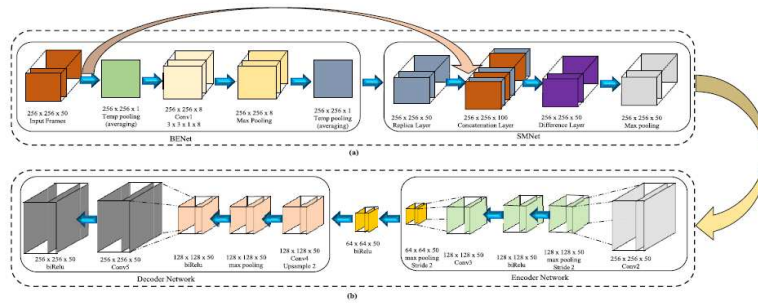 256 x 256 x 50
Input Frames
256 x 256 x 1
Temp pooling
(averaging)
256 x 256 x 8
Conv1
3 x 3 x 1 x 8
256 x 256 x 8
Max Pooling
256 x 256 x 1
Temp pooling
(averaging)
BENet
256 x 256 x 50
Replica Layer
256 x 256 x 100
Concatenation Layer
256 x 256 x 50
Difference Layer
256 x 256 x 50
Max pooling
SMNet
(a)
256 x 256 x 50
biRelu
256 x 256 x 50
Conv5
128 x 128 x 50
biRelu
128 x 128 x 50
max pooling
128 x 128 x 50
Conv4
Upsample 2
Decoder Network
64 x 64 x 50
biRelu
64 x 64 x 50
max pooling
Stride 2
128 x 128 x 50
Conv3
128 x 128 x 50
biRelu
128 x 128 x 50
max pooling
Stride 2
256 x 256 x 50
Conv2
Encoder Network
(b)